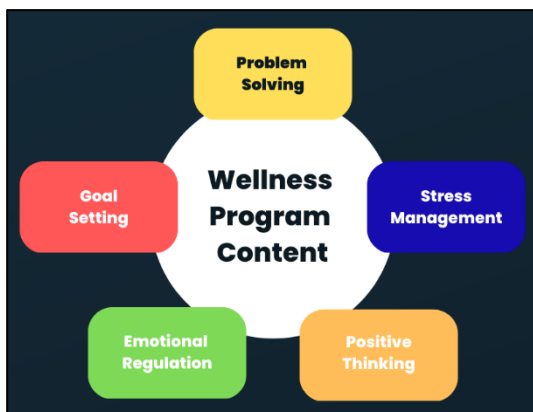 Problem
Solving
Wellness
Program
Content
Goal
Setting
Stress
Management
Emotional
Regulation
Positive
Thinking